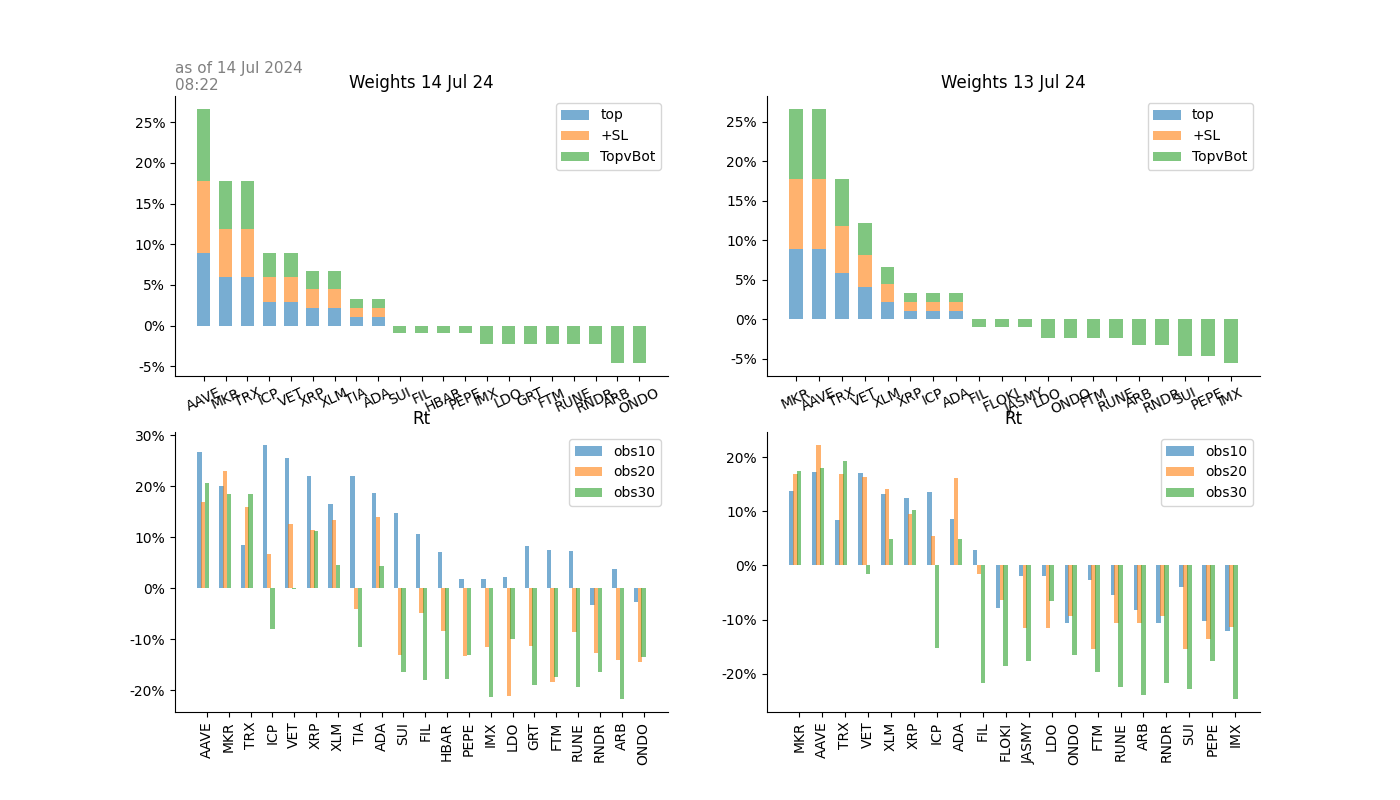 as of 14 Jul 2024
08:22
Weights 14 Jul 24
25%
20%
15%
10%
5%
0%
-5%
top
+SL
TopvBot
AAVE MKR TRX ICP VET XRP XLM TIA ADA SUI FIL HBAR PEPE IMX LDO GRT FTM RUNE RNDR ARB ONDO
Weights 13 Jul 24
25%
20%
15%
10%
5%
0%
-5%
top
+SL
TopvBot
MKR AAVE TRX VET XLM XRP ICP ADA FIL FLOKI JASMY LDO ONDO FTM RUNE ARB RNDR SUI PEPE IMX
Rt
30%
20%
10%
0%
-10%
-20%
obs10
obs20
obs30
AAVE MKR TRX ICP VET XRP XLM TIA ADA SUI FIL HBAR PEPE IMX LDO GRT FTM RUNE RNDR ARB ONDO
Rt
20%
10%
0%
-10%
-20%
obs10
obs20
obs30
MKR AAVE TRX VET XLM XRP ICP ADA FIL FLOKI JASMY LDO ONDO FTM RUNE ARB RNDR SUI PEPE IMX